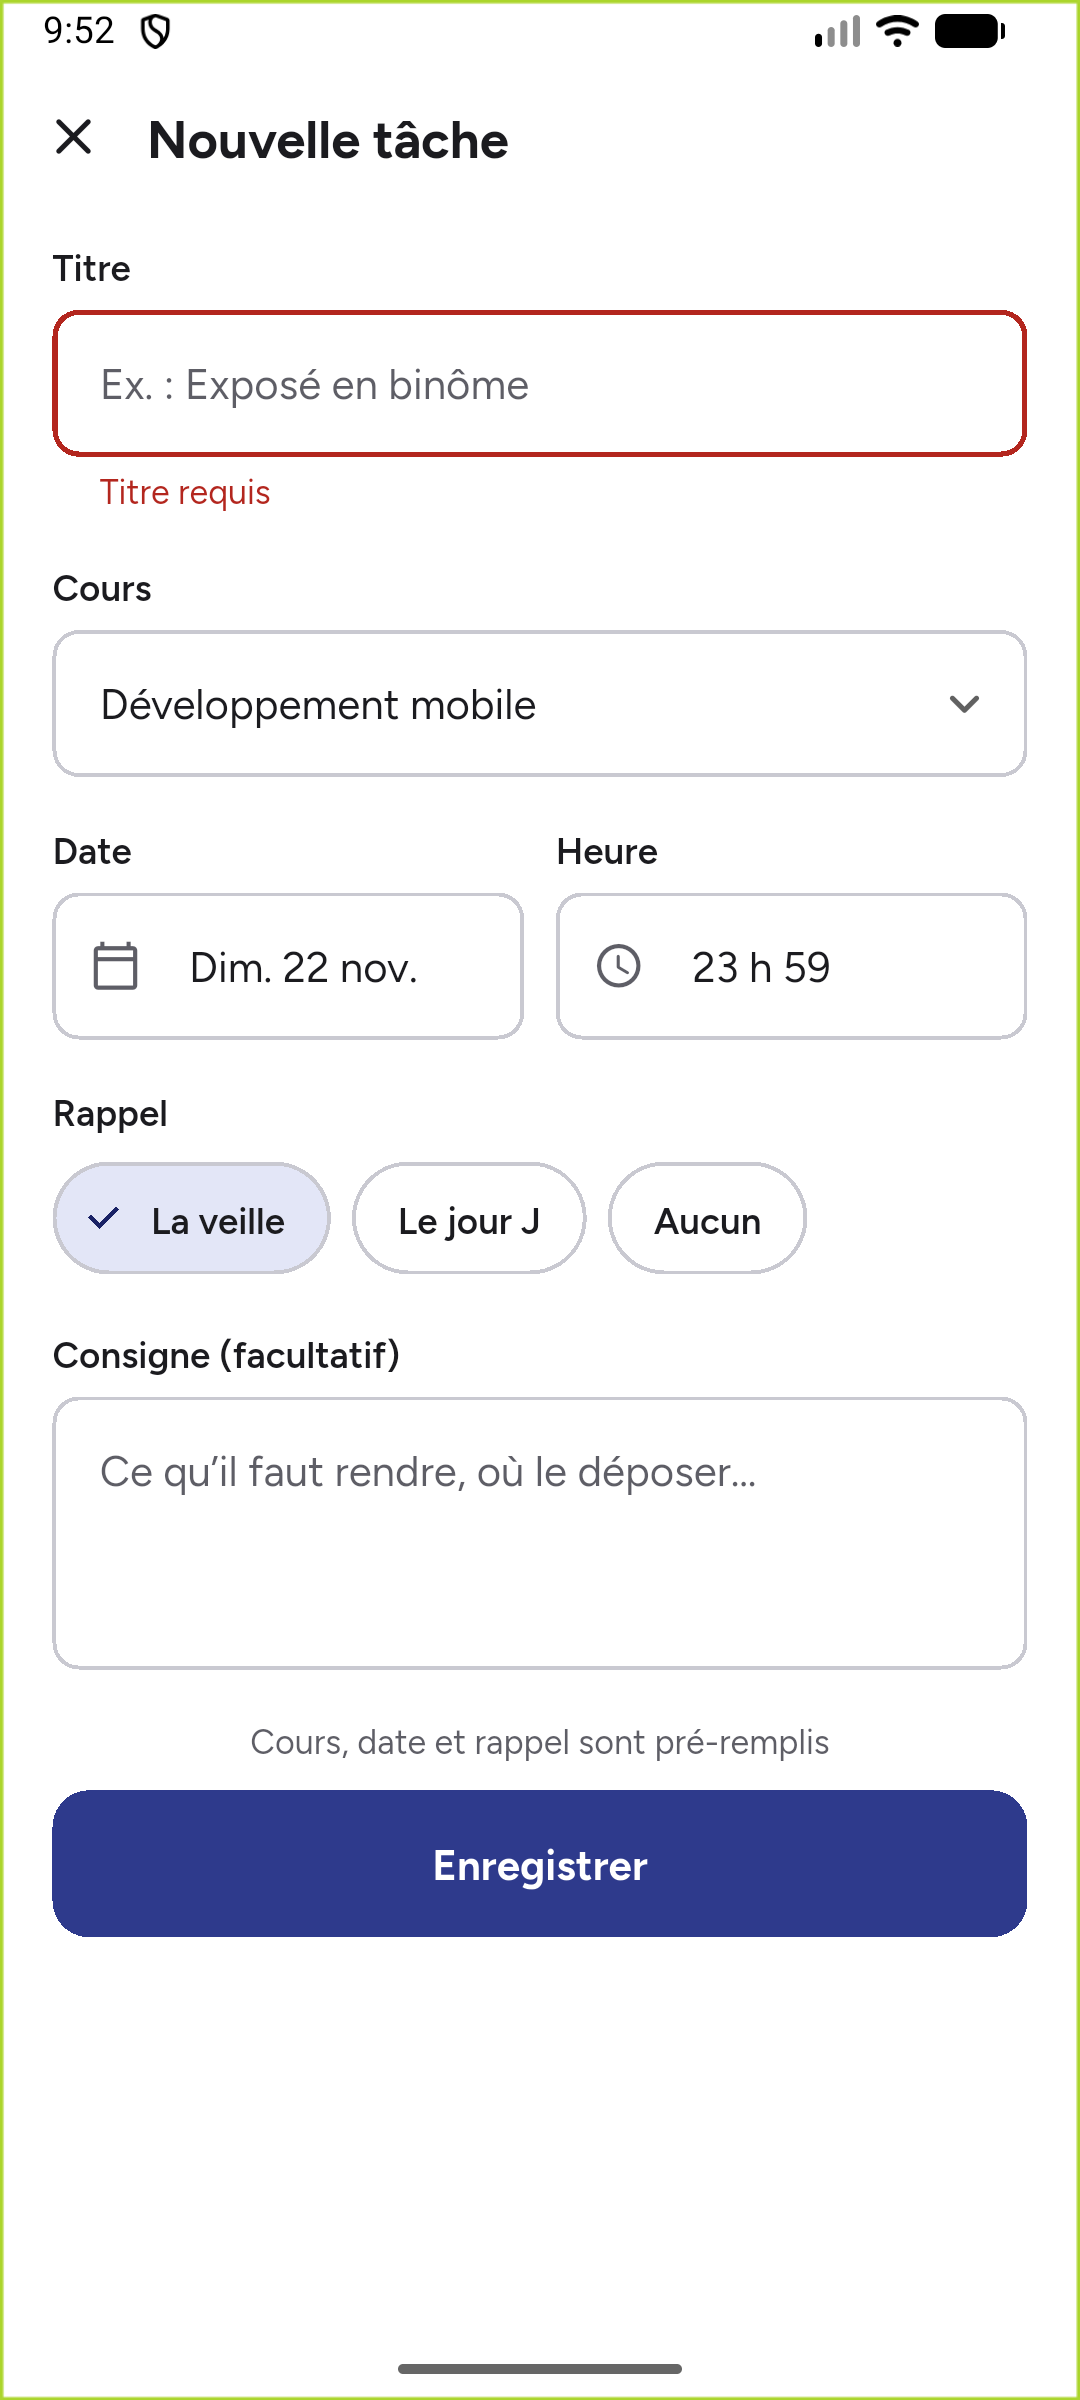 9:52
Nouvelle tâche
Titre
Ex. : Exposé en binôme
Titre requis
Cours
Développement mobile
Date
Heure
Dim. 22 nov.
23 h 59
Rappel
La veille
Le jour J
Aucun
Consigne (facultatif)
Ce qu’il faut rendre, où le déposer…
Cours, date et rappel sont pré-remplis
Enregistrer